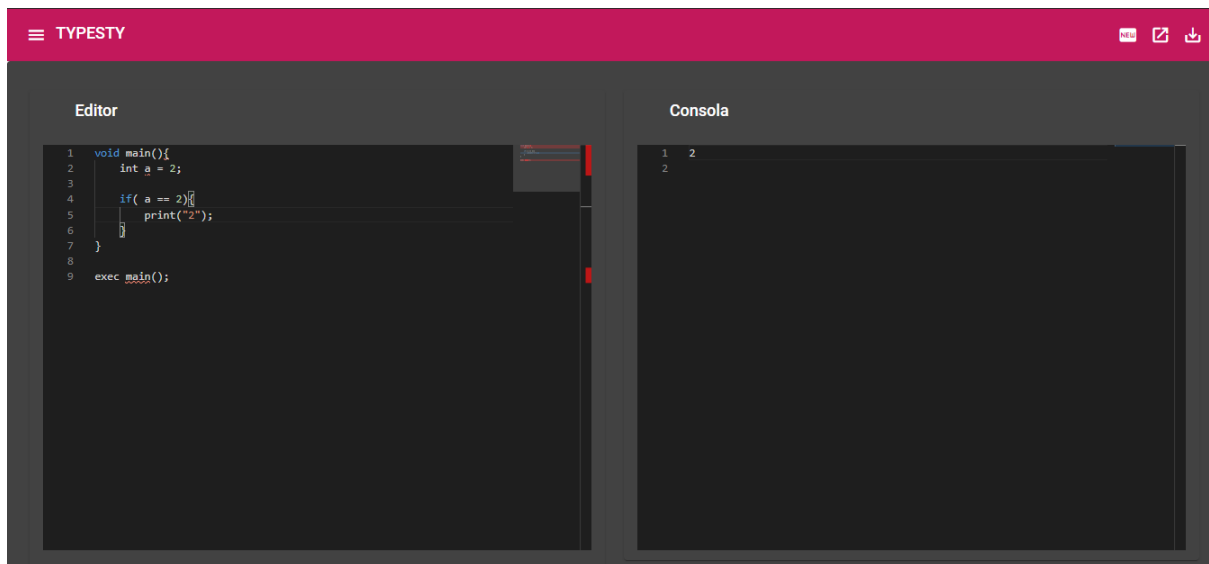 TYPESTY
NEW
Editor
1 void main(){
2     int a = 2;
3
4     if( a == 2){
5         print("2");
6     }
7 }
8
9 exec main();
Consola
1 2
2